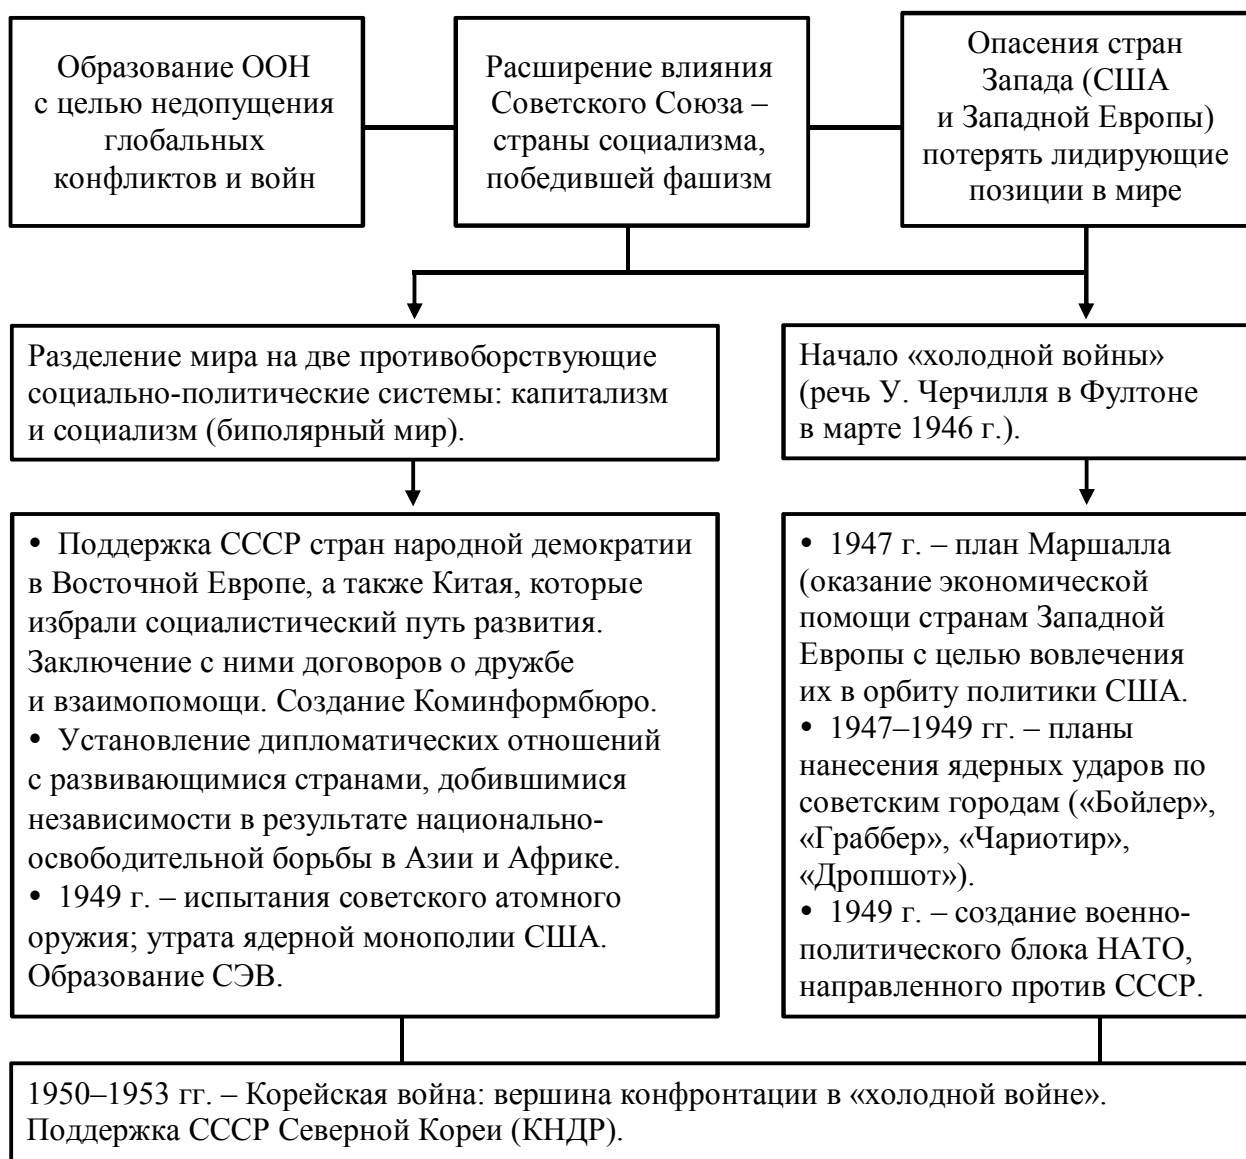 Образование ООН
с целью недопущения
глобальных
конфликтов и войн
Расширение влияния
Советского Союза –
страны социализма,
победившей фашизм
Опасения стран
Запада (США
и Западной Европы)
потерять лидирующие
позиции в мире
Разделение мира на две противоборствующие
социально-политические системы: капитализм
и социализм (биполярный мир).
Начало «холодной войны»
(речь У. Черчилля в Фултоне
в марте 1946 г.).
• Поддержка СССР стран народной демократии
в Восточной Европе, а также Китая, которые
избрали социалистический путь развития.
Заключение с ними договоров о дружбе
и взаимопомощи. Создание Коминформбюро.
• Установление дипломатических отношений
с развивающимися странами, добившимися
независимости в результате национально-
освободительной борьбы в Азии и Африке.
• 1949 г. – испытания советского атомного
оружия; утрата ядерной монополии США.
Образование СЭВ.
• 1947 г. – план Маршалла
(оказание экономической
помощи странам Западной
Европы с целью вовлечения
их в орбиту политики США.
• 1947–1949 гг. – планы
нанесения ядерных ударов по
советским городам («Бойлер»,
«Граббер», «Чариотир»,
«Дропшот»).
• 1949 г. – создание военно-
политического блока НАТО,
направленного против СССР.
1950–1953 гг. – Корейская война: вершина конфронтации в «холодной войне».
Поддержка СССР Северной Кореи (КНДР).